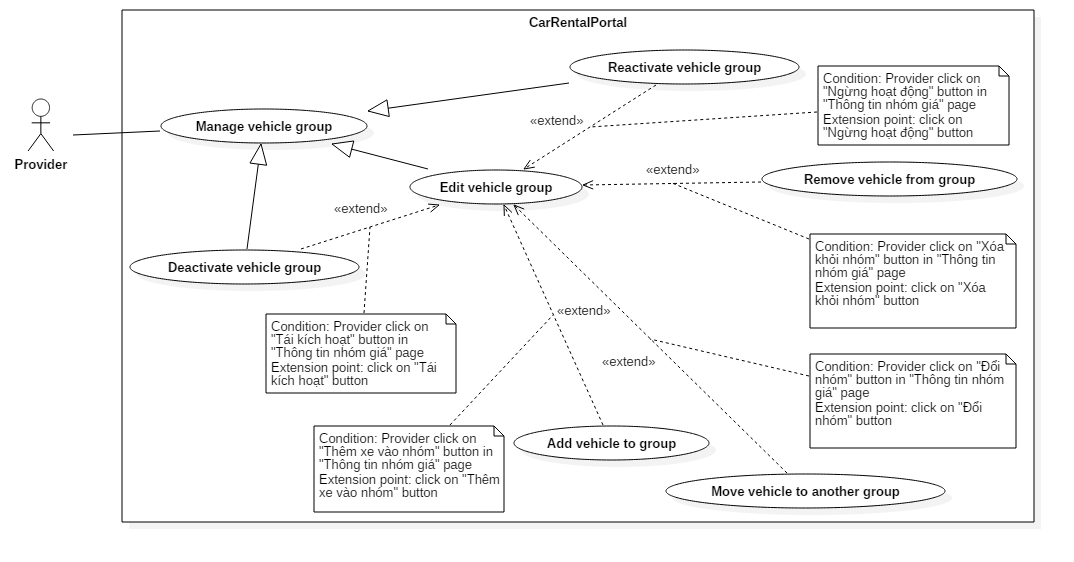 CarRentalPortal
Reactivate vehicle group
Condition: Provider click on
"Ngừng hoạt động" button in
"Thông tin nhóm giá" page
Extension point: click on
"Ngừng hoạt động" button
«extend»
Manage vehicle group
Provider
«extend»
Remove vehicle from group
Edit vehicle group
«extend»
Condition: Provider click on "Xóa
khỏi nhóm" button in "Thông tin
nhóm giá" page
Extension point: click on "Xóa
khỏi nhóm" button
Deactivate vehicle group
«extend»
Condition: Provider click on
"Tái kích hoạt" button in
"Thông tin nhóm giá" page
Extension point: click on "Tái
kích hoạt" button
«extend»
Condition: Provider click on "Đổi
nhóm" button in "Thông tin nhóm
giá" page
Extension point: click on "Đổi
nhóm" button
Condition: Provider click on
"Thêm xe vào nhóm" button in
"Thông tin nhóm giá" page
Extension point: click on "Thêm
xe vào nhóm" button
Add vehicle to group
Move vehicle to another group